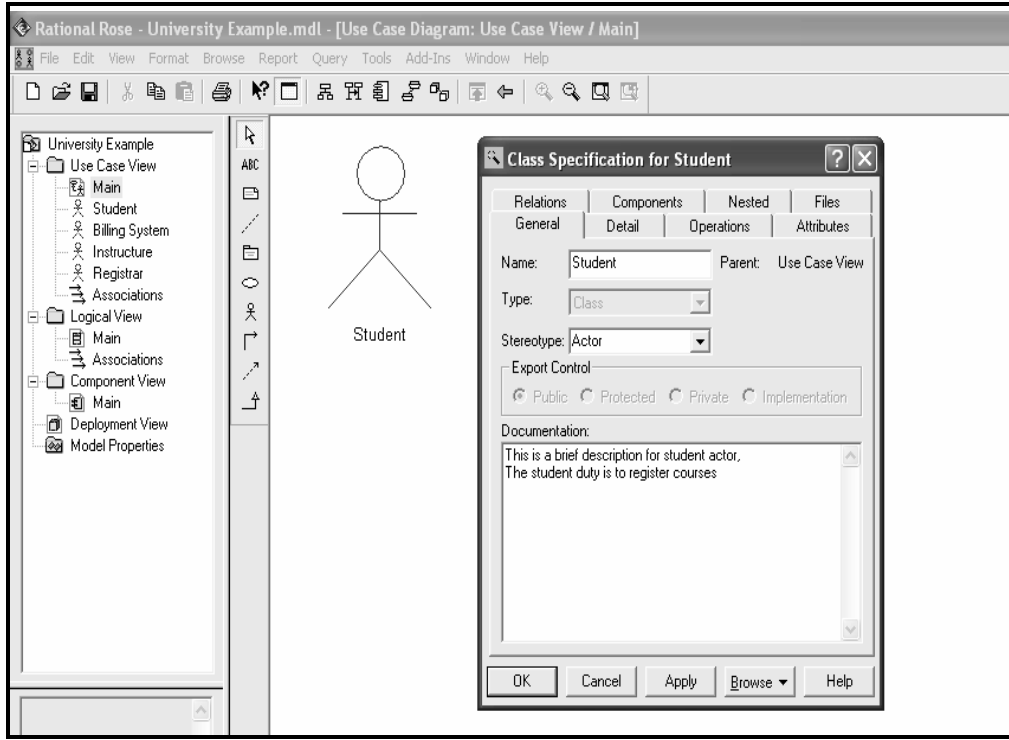 Rational Rose - University Example.mdl - [Use Case Diagram: Use Case View / Main]
File Edit View Format Browse Report Query Tools Add-Ins Window Help
University Example
Use Case View
Main
Student
Billing System
Instructure
Registrar
Associations
Logical View
Main
Associations
Component View
Main
Deployment View
Model Properties
ABC
Student
Class Specification for Student
Relations Components Nested Files
General Detail Operations Attributes
Name: Student Parent: Use Case View
Type: Class
Stereotype: Actor
Export Control
Public Protected Private Implementation
Documentation:
This is a brief description for student actor,
The student duty is to register courses
OK Cancel Apply Browse Help